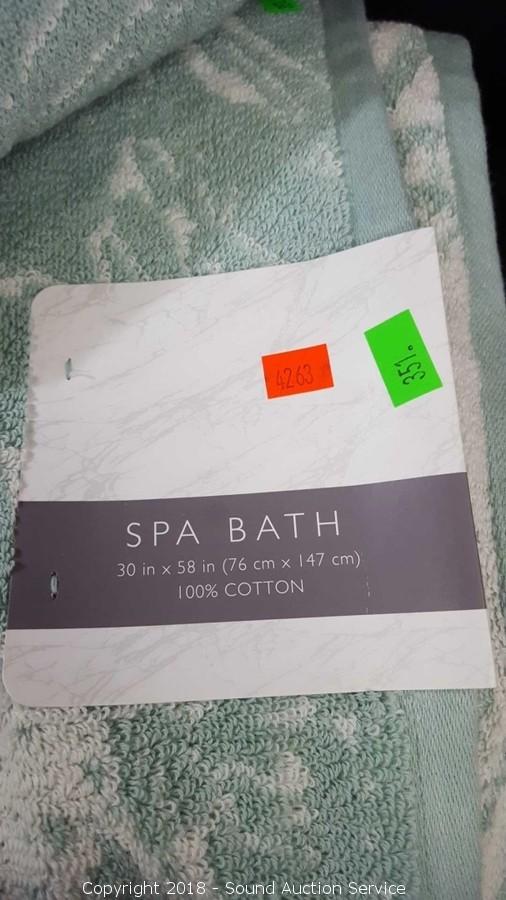 4263
351.
SPA BATH
30 in x 58 in (76 cm x 147 cm)
100% COTTON
Copyright 2018 - Sound Auction Service